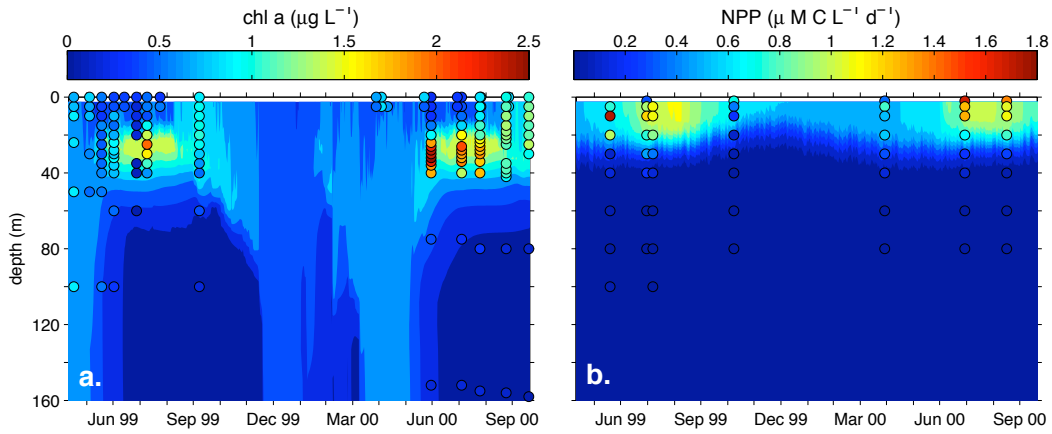 chl a (μg L⁻¹)
0 0.5 1 1.5 2 2.5
NPP (μ M C L⁻¹ d⁻¹)
0.2 0.4 0.6 0.8 1 1.2 1.4 1.6 1.8
depth (m)
0
40
80
120
160
a.
b.
Jun 99 Sep 99 Dec 99 Mar 00 Jun 00 Sep 00
Jun 99 Sep 99 Dec 99 Mar 00 Jun 00 Sep 00